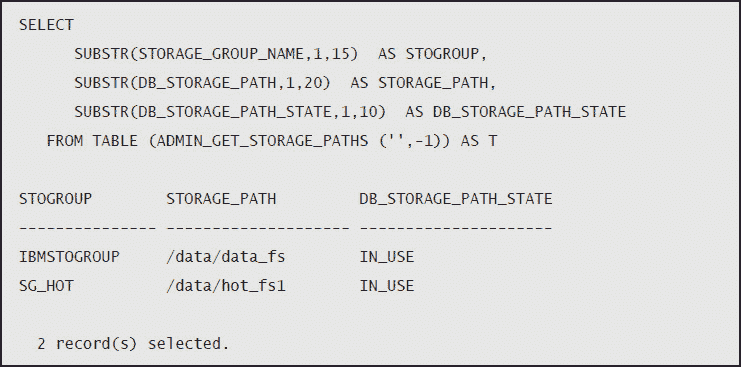 SELECT
SUBSTR(STORAGE_GROUP_NAME,1,15) AS STOGROUP,
SUBSTR(DB_STORAGE_PATH,1,20) AS STORAGE_PATH,
SUBSTR(DB_STORAGE_PATH_STATE,1,10) AS DB_STORAGE_PATH_STATE
FROM TABLE (ADMIN_GET_STORAGE_PATHS ('',-1)) AS T
STOGROUP STORAGE_PATH DB_STORAGE_PATH_STATE
--------------- -------------------- ---------------------
IBMSTOGROUP /data/data_fs IN_USE
SG_HOT /data/hot_fs1 IN_USE
2 record(s) selected.